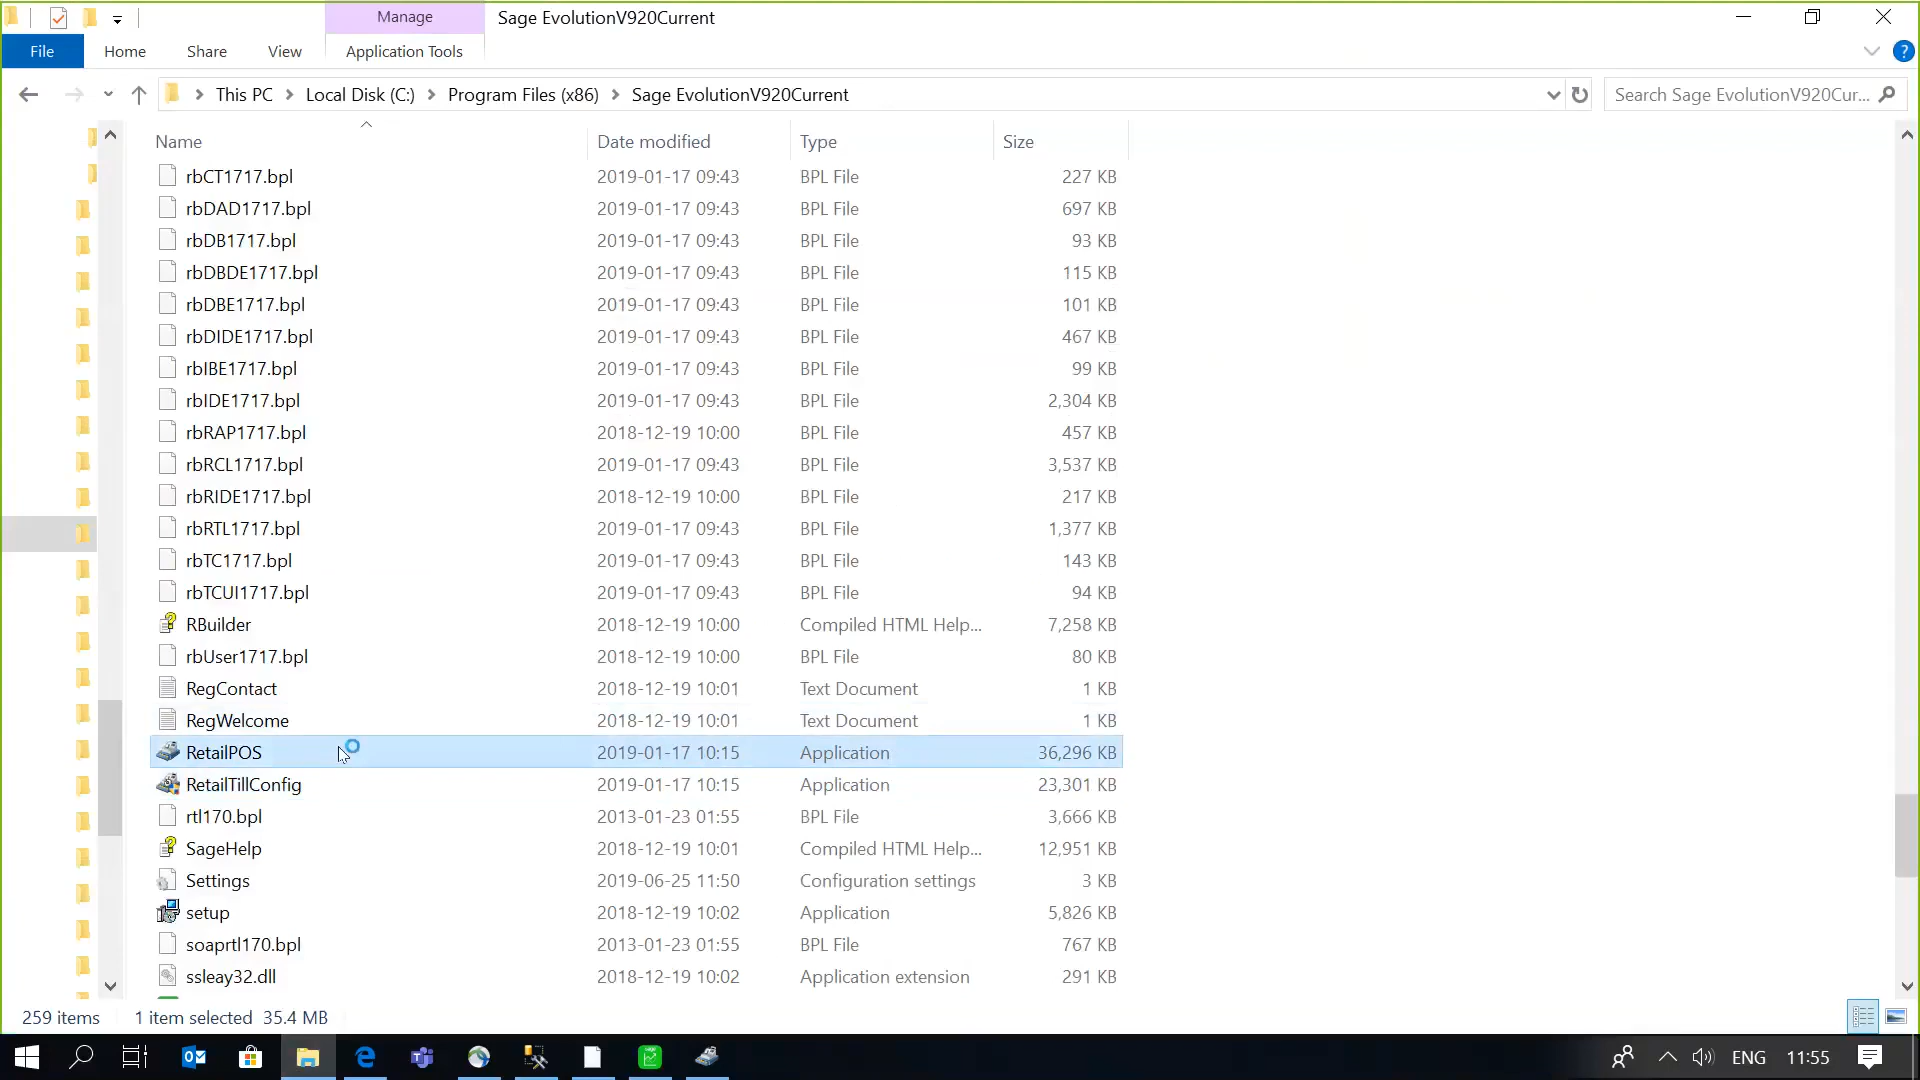 Manage
Sage EvolutionV920Current
File
Home
Share
View
Application Tools
?
This PC
Local Disk (C:)
Program Files (x86)
Sage EvolutionV920Current
Search Sage EvolutionV920Cur...
Name
Date modified
Type
Size
rbCT1717.bpl 2019-01-17 09:43 BPL File 227 KB
rbDAD1717.bpl 2019-01-17 09:43 BPL File 697 KB
rbDB1717.bpl 2019-01-17 09:43 BPL File 93 KB
rbDBDE1717.bpl 2019-01-17 09:43 BPL File 115 KB
rbDBE1717.bpl 2019-01-17 09:43 BPL File 101 KB
rbDIDE1717.bpl 2019-01-17 09:43 BPL File 467 KB
rbIBE1717.bpl 2019-01-17 09:43 BPL File 99 KB
rbIDE1717.bpl 2019-01-17 09:43 BPL File 2,304 KB
rbRAP1717.bpl 2018-12-19 10:00 BPL File 457 KB
rbRCL1717.bpl 2019-01-17 09:43 BPL File 3,537 KB
rbRIDE1717.bpl 2018-12-19 10:00 BPL File 217 KB
rbRTL1717.bpl 2019-01-17 09:43 BPL File 1,377 KB
rbTC1717.bpl 2019-01-17 09:43 BPL File 143 KB
rbTCUI1717.bpl 2019-01-17 09:43 BPL File 94 KB
RBuilder 2018-12-19 10:00 Compiled HTML Help... 7,258 KB
rbUser1717.bpl 2018-12-19 10:00 BPL File 80 KB
RegContact 2018-12-19 10:01 Text Document 1 KB
RegWelcome 2018-12-19 10:01 Text Document 1 KB
RetailPOS 2019-01-17 10:15 Application 36,296 KB
RetailTillConfig 2019-01-17 10:15 Application 23,301 KB
rtl170.bpl 2013-01-23 01:55 BPL File 3,666 KB
SageHelp 2018-12-19 10:01 Compiled HTML Help... 12,951 KB
Settings 2019-06-25 11:50 Configuration settings 3 KB
setup 2018-12-19 10:02 Application 5,826 KB
soaprtl170.bpl 2013-01-23 01:55 BPL File 767 KB
ssleay32.dll 2018-12-19 10:02 Application extension 291 KB
259 items 1 item selected 35.4 MB
ENG 11:55